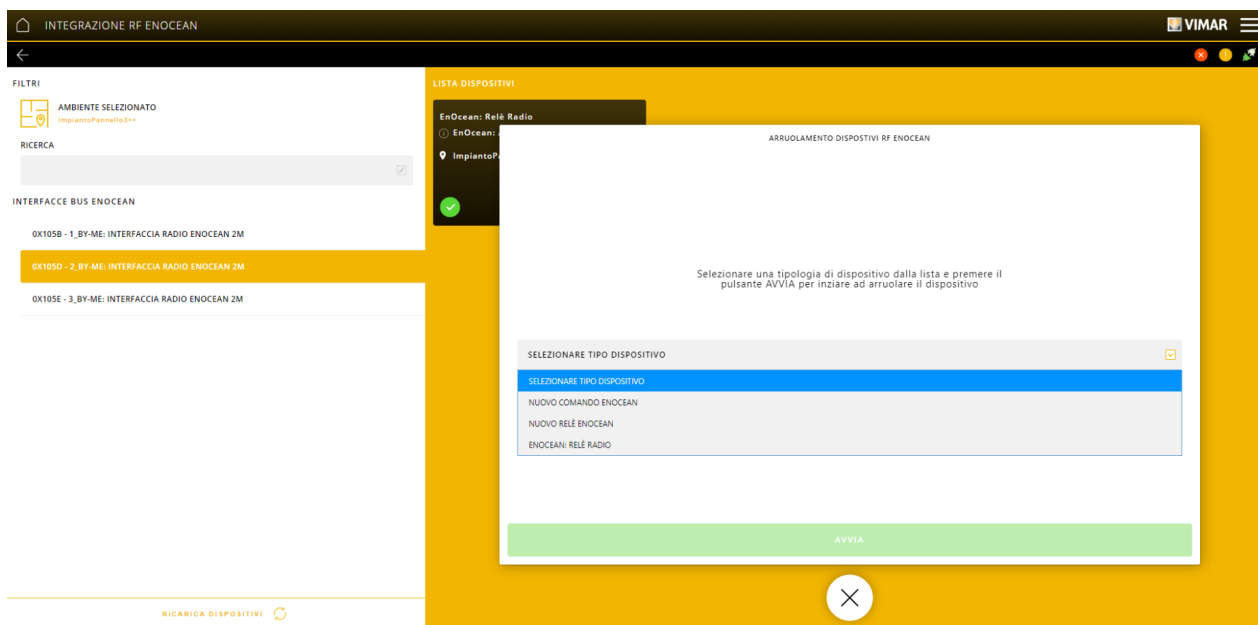 INTEGRAZIONE RF ENOCEAN
VIMAR
FILTRI
AMBIENTE SELEZIONATO
ImpiantoPannello3++
RICERCA
INTERFACCE BUS ENOCEAN
0X105B - 1_BY-ME: INTERFACCIA RADIO ENOCEAN 2M
0X105D - 2_BY-ME: INTERFACCIA RADIO ENOCEAN 2M
0X105E - 3_BY-ME: INTERFACCIA RADIO ENOCEAN 2M
RICARICA DISPOSITIVI
LISTA DISPOSITIVI
EnOcean: Relè Radio
EnOcean:
ImpiantoP
ARRUOLAMENTO DISPOSTIVI RF ENOCEAN
Selezionare una tipologia di dispositivo dalla lista e premere il
pulsante AVVIA per inziare ad arruolare il dispositivo
SELEZIONARE TIPO DISPOSITIVO
SELEZIONARE TIPO DISPOSITIVO
NUOVO COMANDO ENOCEAN
NUOVO RELÈ ENOCEAN
ENOCEAN: RELÈ RADIO
AVVIA